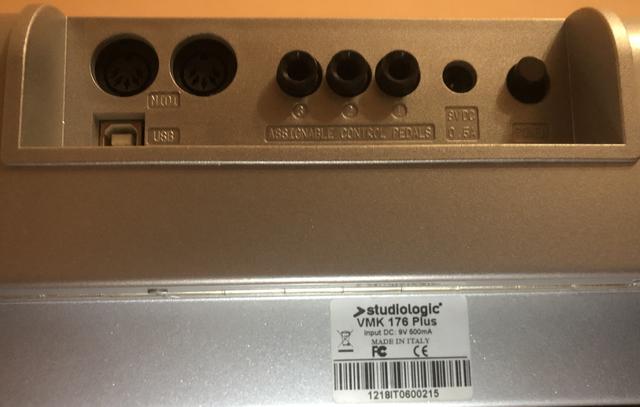 MIDI
USB
3 2 1
ASSIGNABLE CONTROL PEDALS
9VDC
0.5A
POWER
studiologic®
VMK 176 Plus
Input DC: 9V 500mA
MADE IN ITALY
FC CE
1218IT0600215